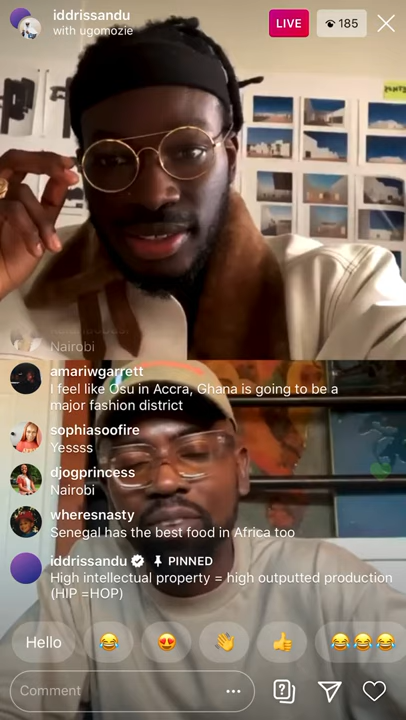 iddrissandu
with ugomozie
LIVE
185
Nairobi
amariwgarrett
I feel like Osu in Accra, Ghana is going to be a
major fashion district
sophiasoofire
Yessss
djogprincess
Nairobi
wheresnasty
Senegal has the best food in Africa too
iddrissandu PINNED
High intellectual property = high outputted production
(HIP =HOP)
Hello 😂 😍 👋 👍 😂😂😂
Comment